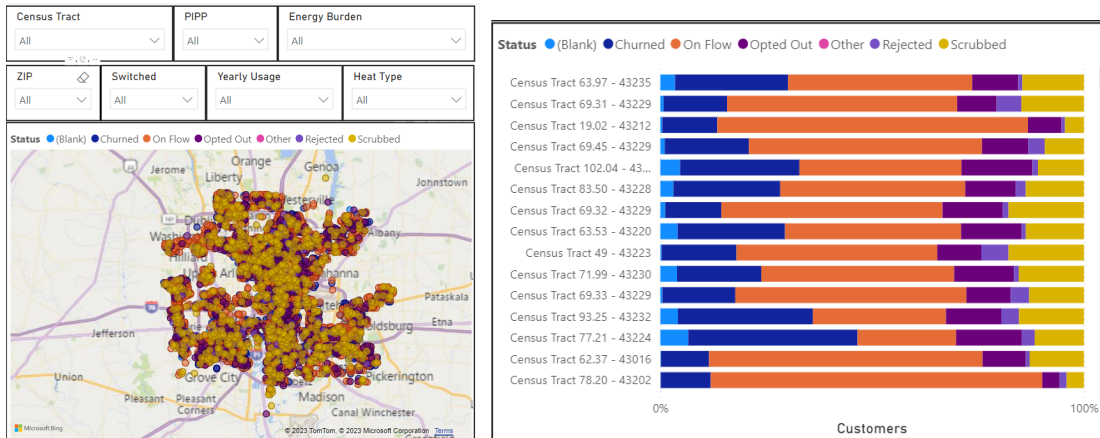 Census Tract
All
PIPP
All
Energy Burden
All
ZIP
All
Switched
All
Yearly Usage
All
Heat Type
All
Status (Blank) Churned On Flow Opted Out Other Rejected Scrubbed
Orange
Genoa
Jerome
Liberty
Johnstown
Westerville
Albany
Hilliard
Pataskala
Etna
Jefferson
Union
Grove City
Pickerington
Pleasant
Pleasant
Corners
Madison
Canal Winchester
Microsoft Bing
© 2023 TomTom, © 2023 Microsoft Corporation Terms
Status (Blank) Churned On Flow Opted Out Other Rejected Scrubbed
Census Tract 63.97 - 43235
Census Tract 69.31 - 43229
Census Tract 19.02 - 43212
Census Tract 69.45 - 43229
Census Tract 102.04 - 43...
Census Tract 83.50 - 43228
Census Tract 69.32 - 43229
Census Tract 63.53 - 43220
Census Tract 49 - 43223
Census Tract 71.99 - 43230
Census Tract 69.33 - 43229
Census Tract 93.25 - 43232
Census Tract 77.21 - 43224
Census Tract 62.37 - 43016
Census Tract 78.20 - 43202
0%
100%
Customers